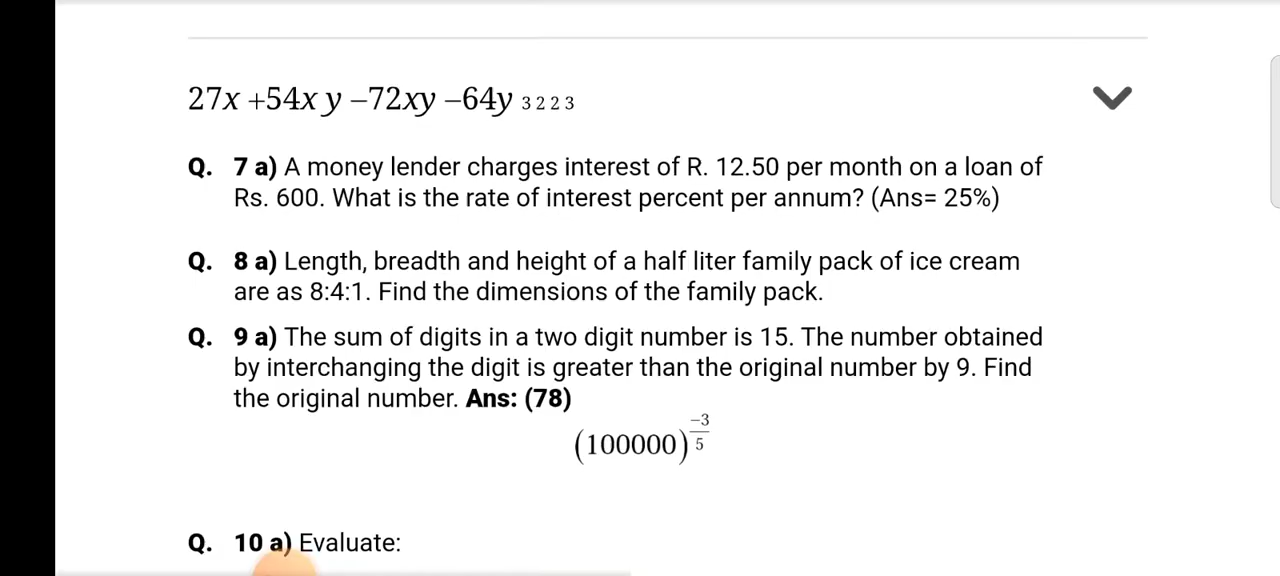 27x +54x y −72xy −64y 3 2 2 3
Q. 7 a) A money lender charges interest of R. 12.50 per month on a loan of
Rs. 600. What is the rate of interest percent per annum? (Ans= 25%)
Q. 8 a) Length, breadth and height of a half liter family pack of ice cream
are as 8:4:1. Find the dimensions of the family pack.
Q. 9 a) The sum of digits in a two digit number is 15. The number obtained
by interchanging the digit is greater than the original number by 9. Find
the original number. Ans: (78)
(100000)^(−3/5)
Q. 10 a) Evaluate: